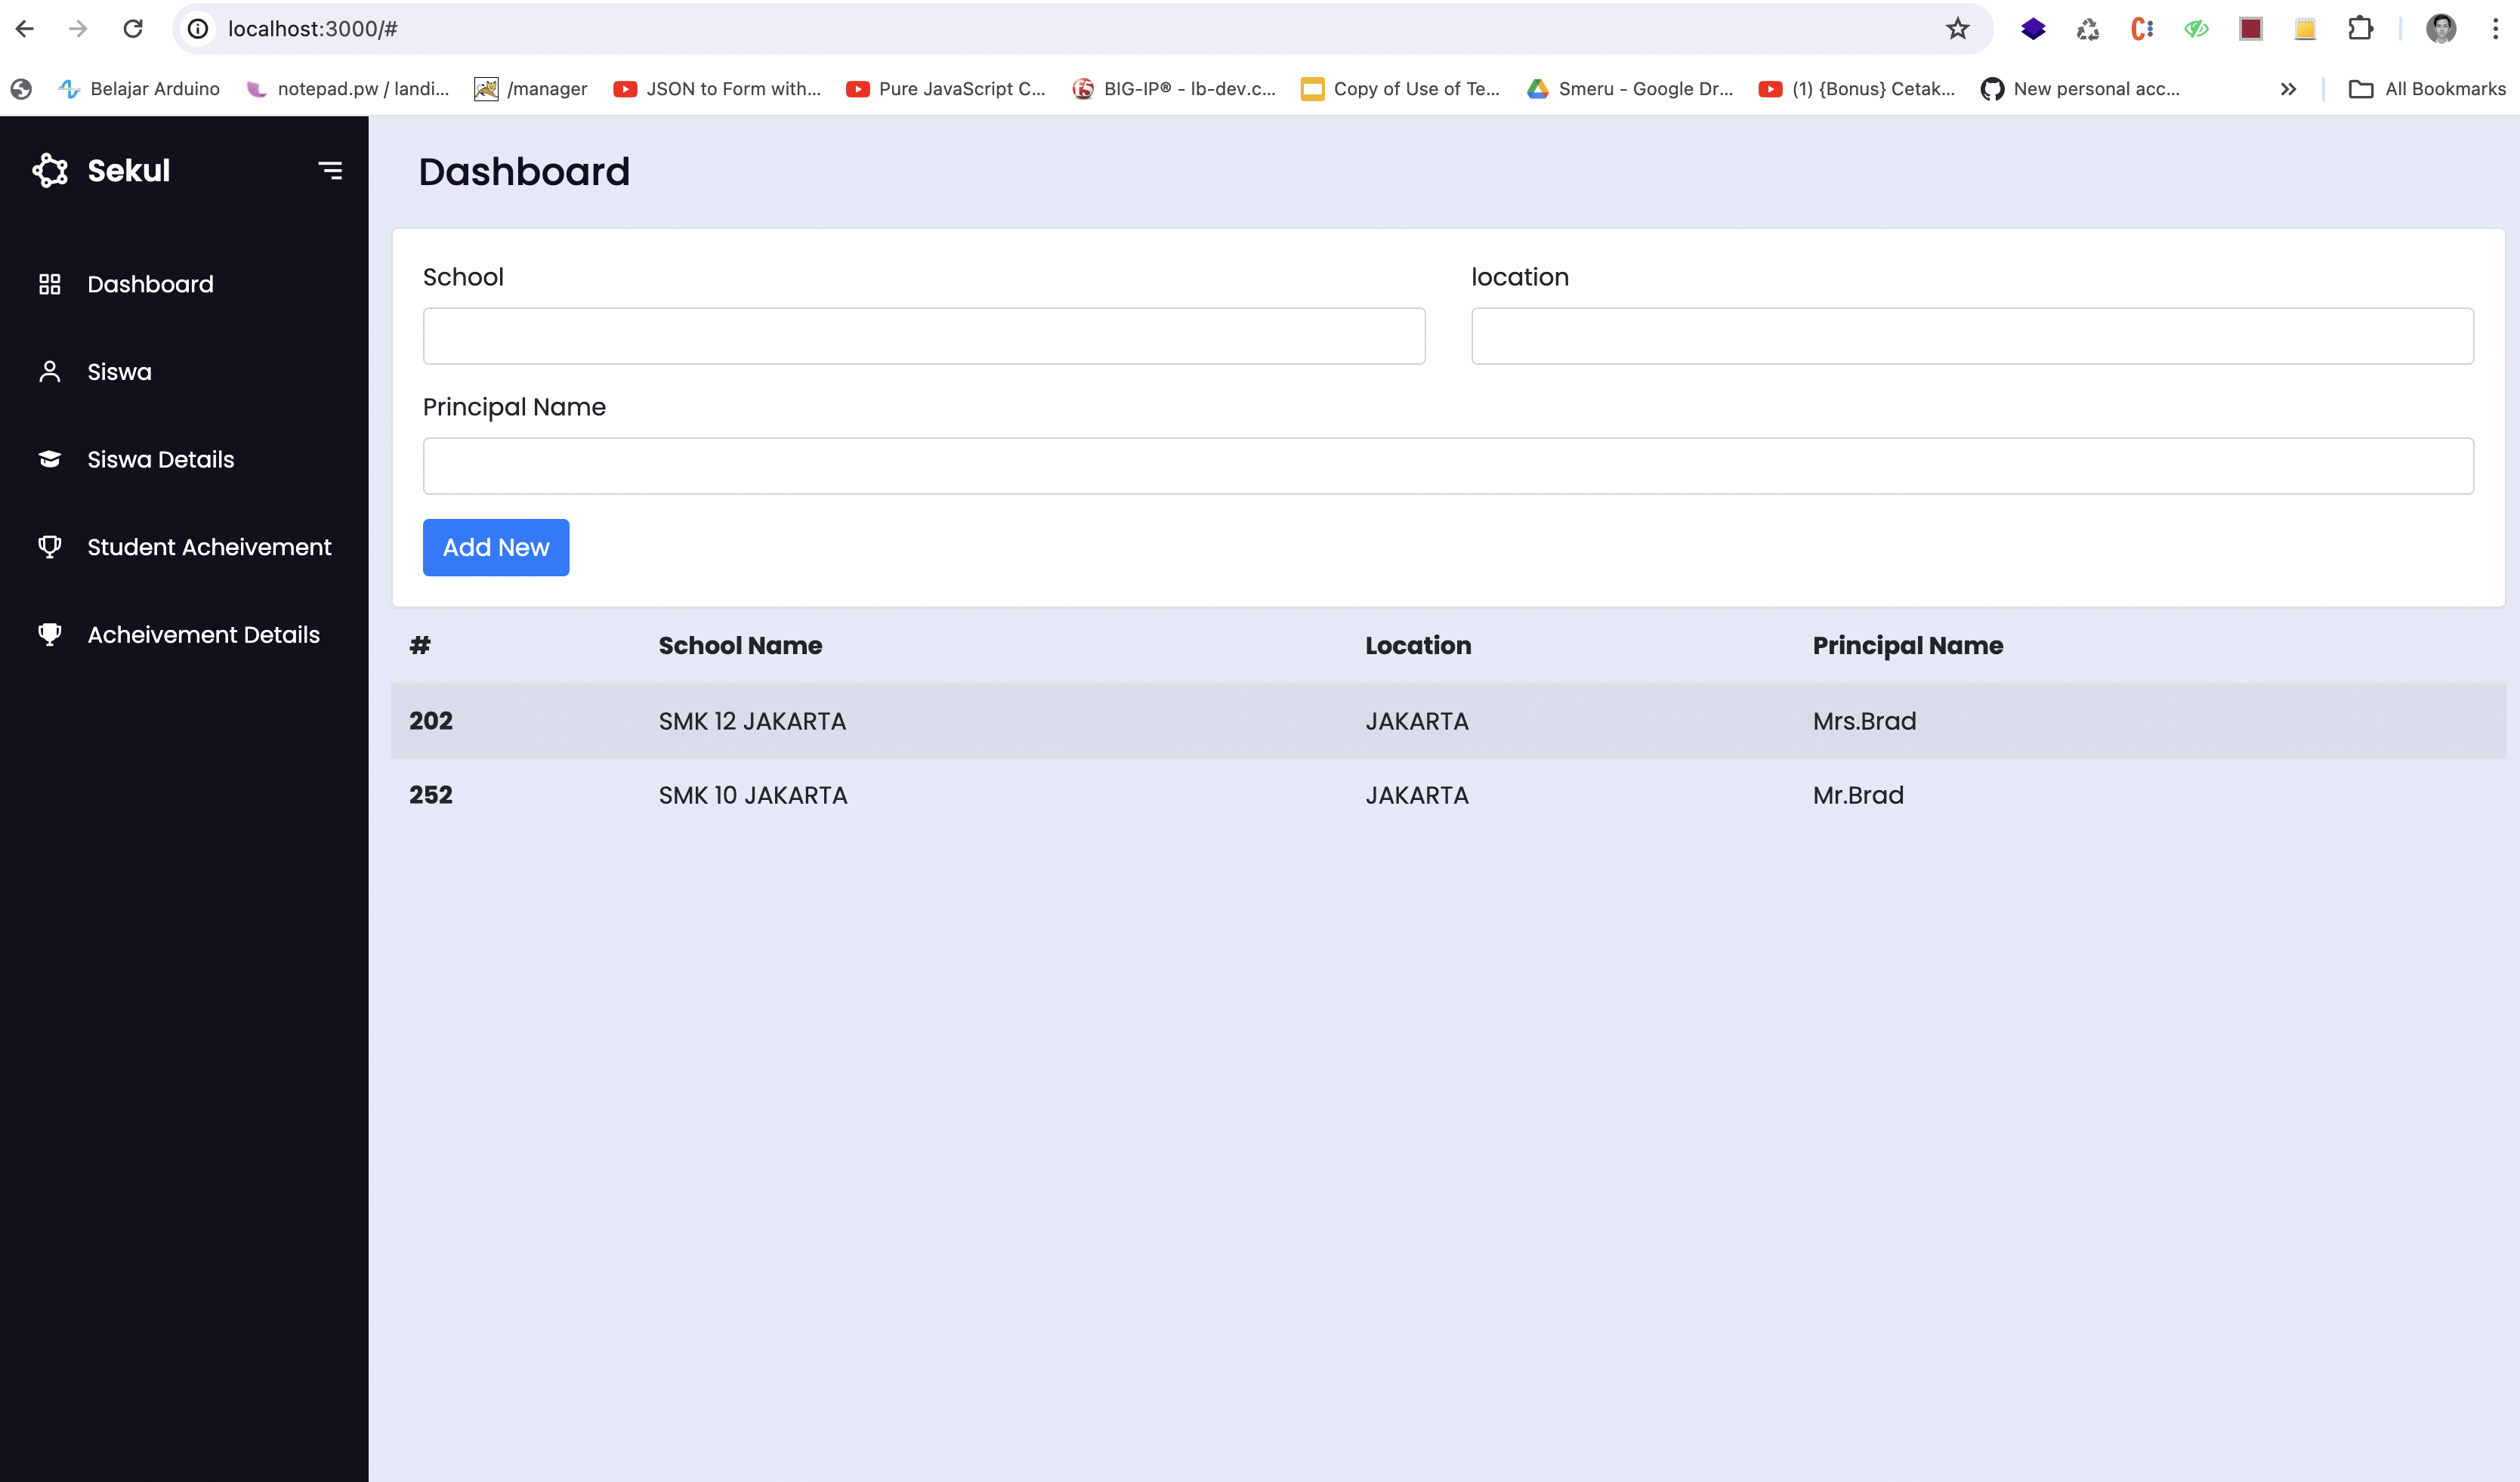 localhost:3000/#
Belajar Arduino notepad.pw / landi... /manager JSON to Form with... Pure JavaScript C... BIG-IP® - lb-dev.c... Copy of Use of Te... Smeru - Google Dr... (1) {Bonus} Cetak... New personal acc... » All Bookmarks
Sekul
Dashboard
Siswa
Siswa Details
Student Acheivement
Acheivement Details
Dashboard
School location
Principal Name
Add New
# School Name Location Principal Name
202 SMK 12 JAKARTA JAKARTA Mrs.Brad
252 SMK 10 JAKARTA JAKARTA Mr.Brad